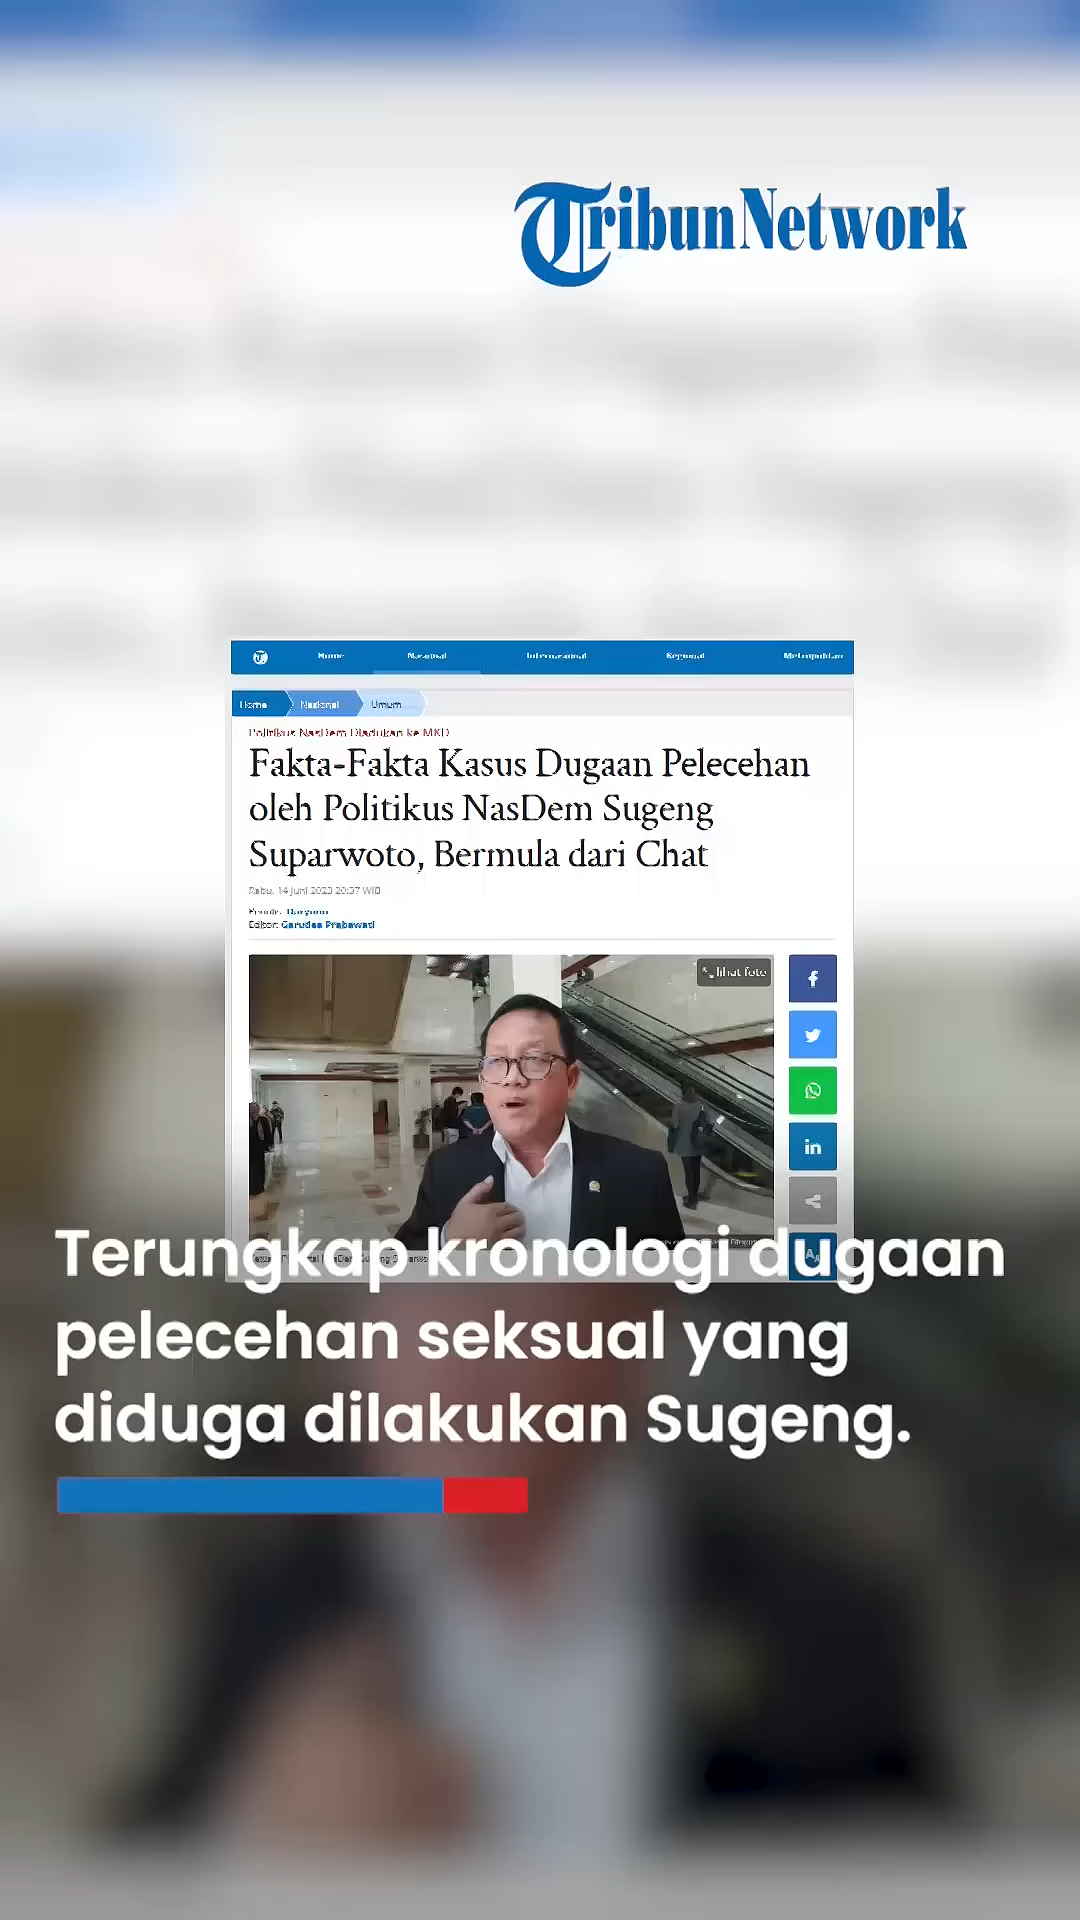 TribunNetwork
Home Nasional Internasional Regional Metropolitan
Home Nasional Umum
Politikus NasDem Diadukan ke MKD
Fakta-Fakta Kasus Dugaan Pelecehan
oleh Politikus NasDem Sugeng
Suparwoto, Bermula dari Chat
Rabu, 14 Juni 2023 20:37 WIB
Editor: Garudea Prabawati
lihat foto
Terungkap kronologi dugaan
pelecehan seksual yang
diduga dilakukan Sugeng.